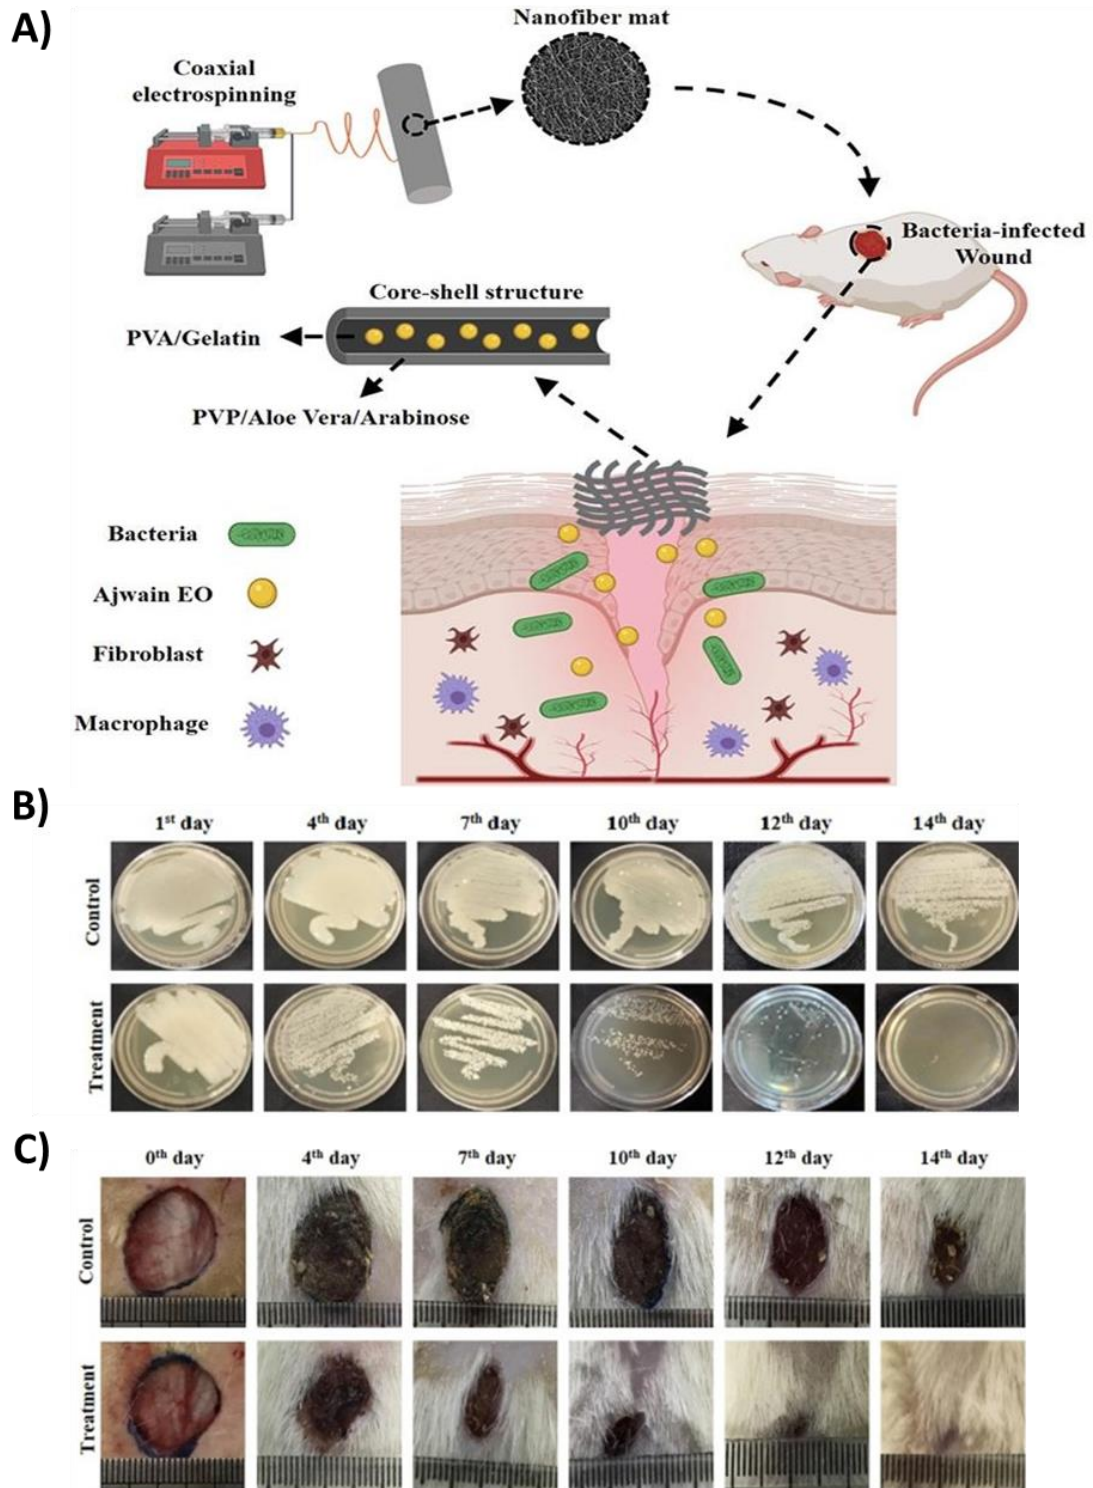 A)
Nanofiber mat
Coaxial
electrospinning
Bacteria-infected
Wound
Core-shell structure
PVA/Gelatin
PVP/Aloe Vera/Arabinose
Bacteria
Ajwain EO
Fibroblast
Macrophage
B)
1st day 4th day 7th day 10th day 12th day 14th day
Control
Treatment
C)
0th day 4th day 7th day 10th day 12th day 14th day
Control
Treatment